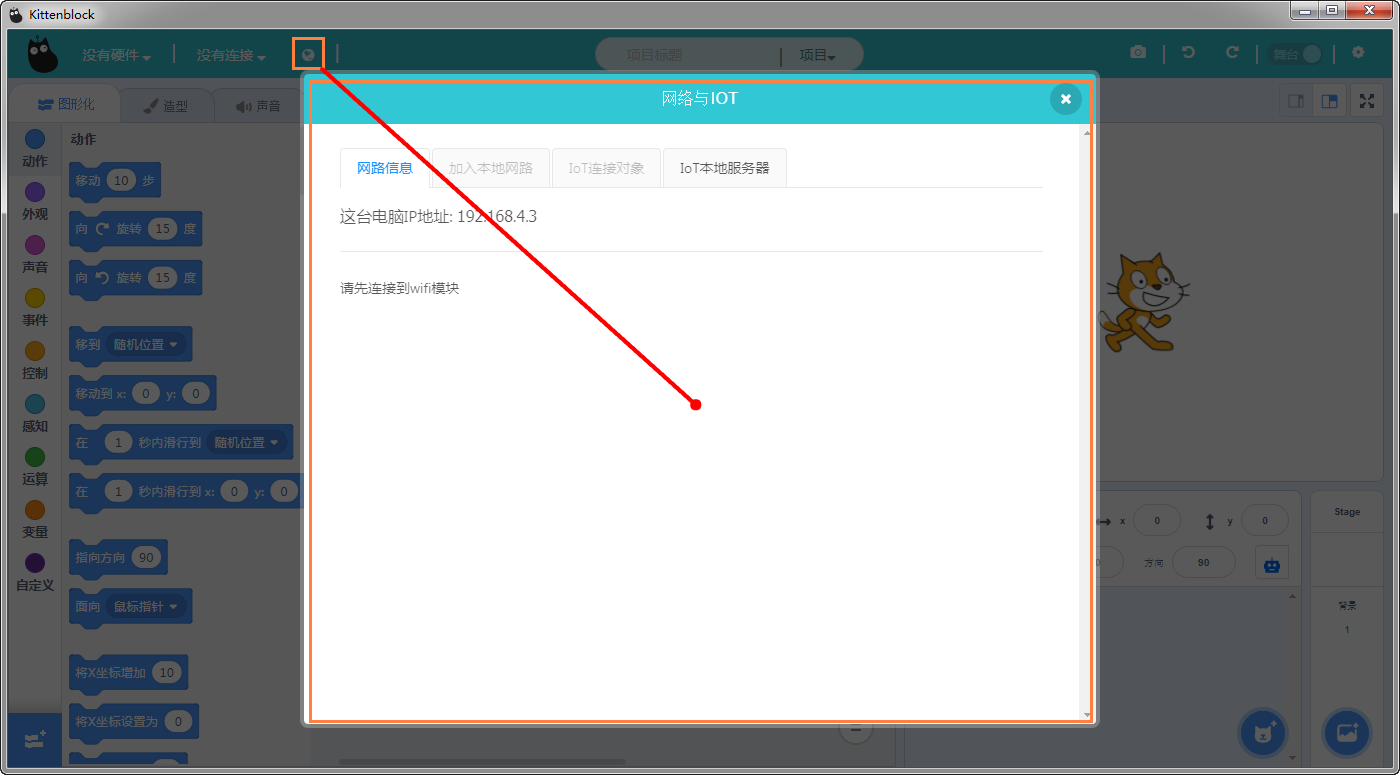 Kittenblock
没有硬件 没有连接 项目标题 项目 舞台
网络与IOT
图形化 造型 声音
网路信息 加入本地网路 IoT连接对象 IoT本地服务器
这台电脑IP地址: 192.168.4.3
请先连接到wifi模块
动作
外观
声音
事件
控制
感知
运算
变量
自定义
动作
移动 10 步
向 旋转 15 度
向 旋转 15 度
移到 随机位置
移动到 x: 0 y: 0
在 1 秒内滑行到 随机位置
在 1 秒内滑行到 x: 0 y: 0
指向方向 90
面向 鼠标指针
将X坐标增加 10
将X坐标设置为 0
x 0 y 0
方向 90
Stage
背景
1